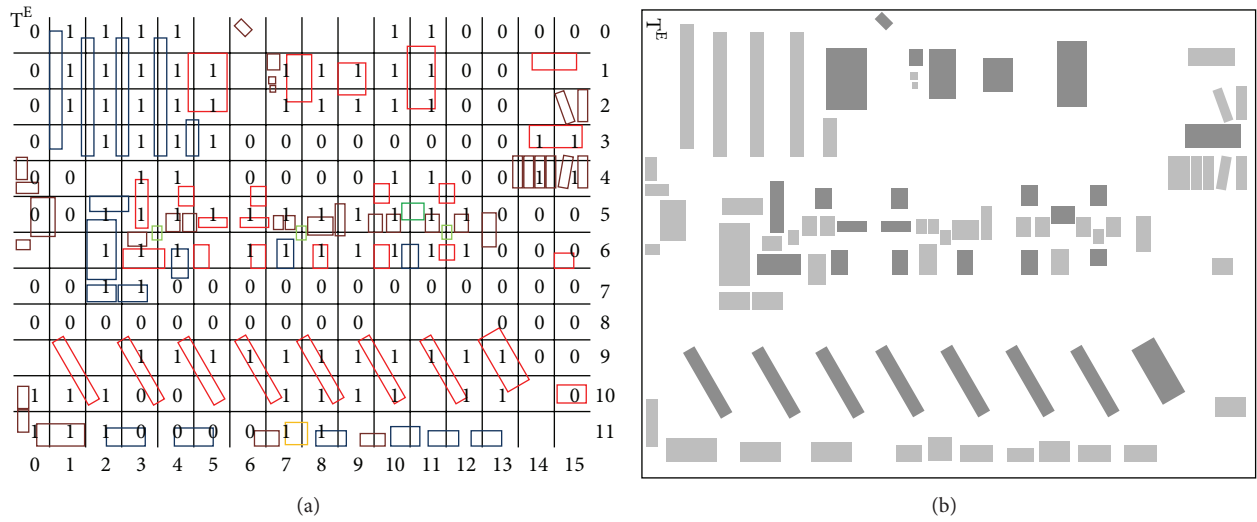 T^E 0 1 1 1 1 1 1 0 0 0 0 0
0 1 1 1 1 1 1 1 1 1 1 0 0 1
0 1 1 1 1 1 1 1 1 1 1 0 0 2
0 1 1 1 1 1 0 0 0 0 0 0 0 0 1 1 3
0 0 1 1 0 0 0 0 1 1 0 0 1 1 4
0 0 1 1 1 1 1 1 1 1 1 1 1 0 0 0 5
1 1 1 1 1 1 1 1 1 1 0 0 0 6
0 0 1 1 0 0 0 0 0 0 0 0 0 0 0 0 7
0 0 0 0 0 0 0 0 0 0 0 0 0 8
1 1 1 1 1 1 1 1 1 1 1 0 0 9
1 1 1 0 0 1 1 1 1 1 1 1 0 10
1 1 1 0 0 0 0 1 1 11
0 1 2 3 4 5 6 7 8 9 10 11 12 13 14 15
(a)
T^E
(b)